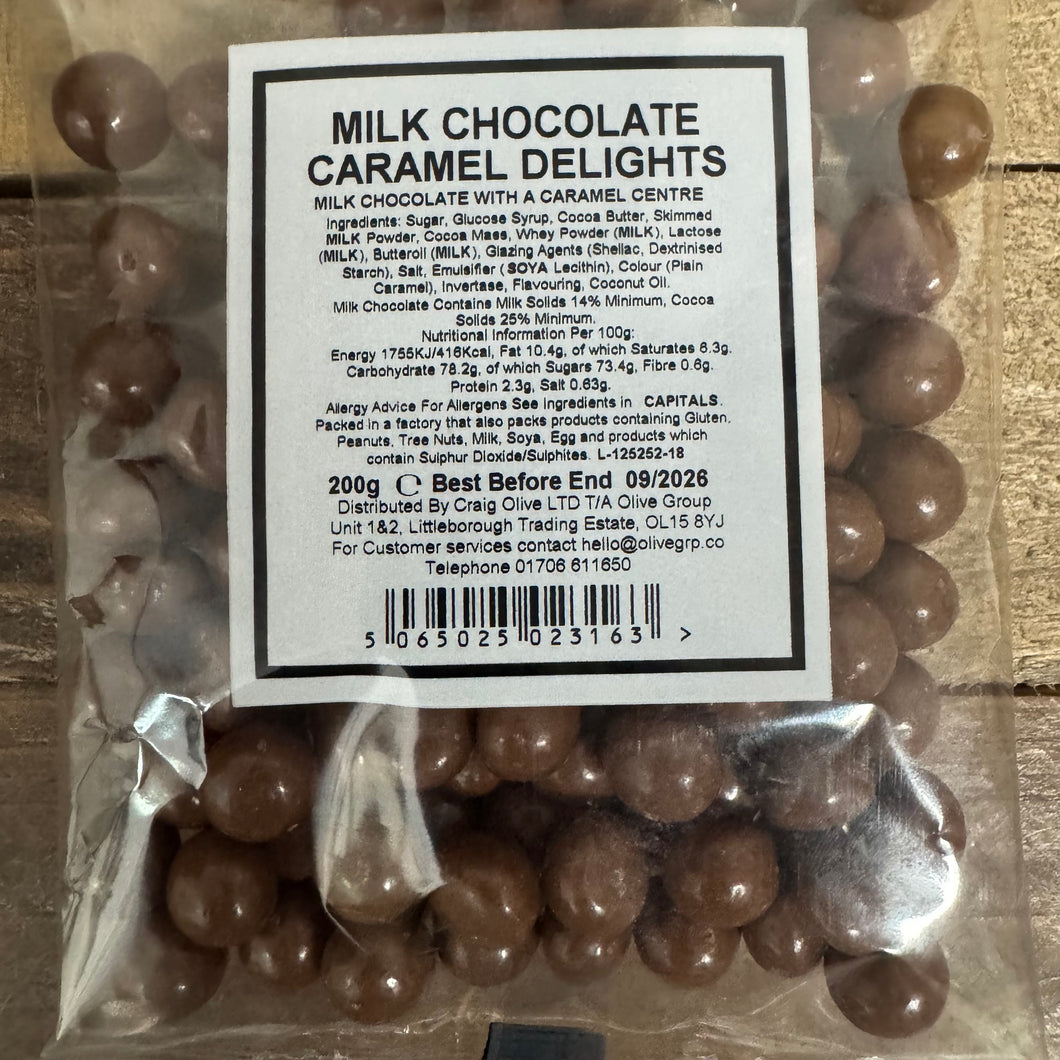 MILK CHOCOLATE
CARAMEL DELIGHTS
MILK CHOCOLATE WITH A CARAMEL CENTRE
Ingredients: Sugar, Glucose Syrup, Cocoa Butter, Skimmed
MILK Powder, Cocoa Mass, Whey Powder (MILK), Lactose
(MILK), Butteroil (MILK), Glazing Agents (Shellac, Dextrinised
Starch), Salt, Emulsifier (SOYA Lecithin), Colour (Plain
Caramel), Invertase, Flavouring, Coconut Oil.
Milk Chocolate Contains Milk Solids 14% Minimum, Cocoa
Solids 25% Minimum.
Nutritional Information Per 100g:
Energy 1755KJ/416Kcal, Fat 10.4g, of which Saturates 6.3g.
Carbohydrate 78.2g, of which Sugars 73.4g, Fibre 0.6g.
Protein 2.3g, Salt 0.63g.
Allergy Advice For Allergens See Ingredients in CAPITALS.
Packed in a factory that also packs products containing Gluten,
Peanuts, Tree Nuts, Milk, Soya, Egg and products which
contain Sulphur Dioxide/Sulphites. L-125252-18
200g ℮ Best Before End 09/2026
Distributed By Craig Olive LTD T/A Olive Group
Unit 1&2, Littleborough Trading Estate, OL15 8YJ
For Customer services contact hello@olivegrp.co
Telephone 01706 611650
5 065025 023163 >